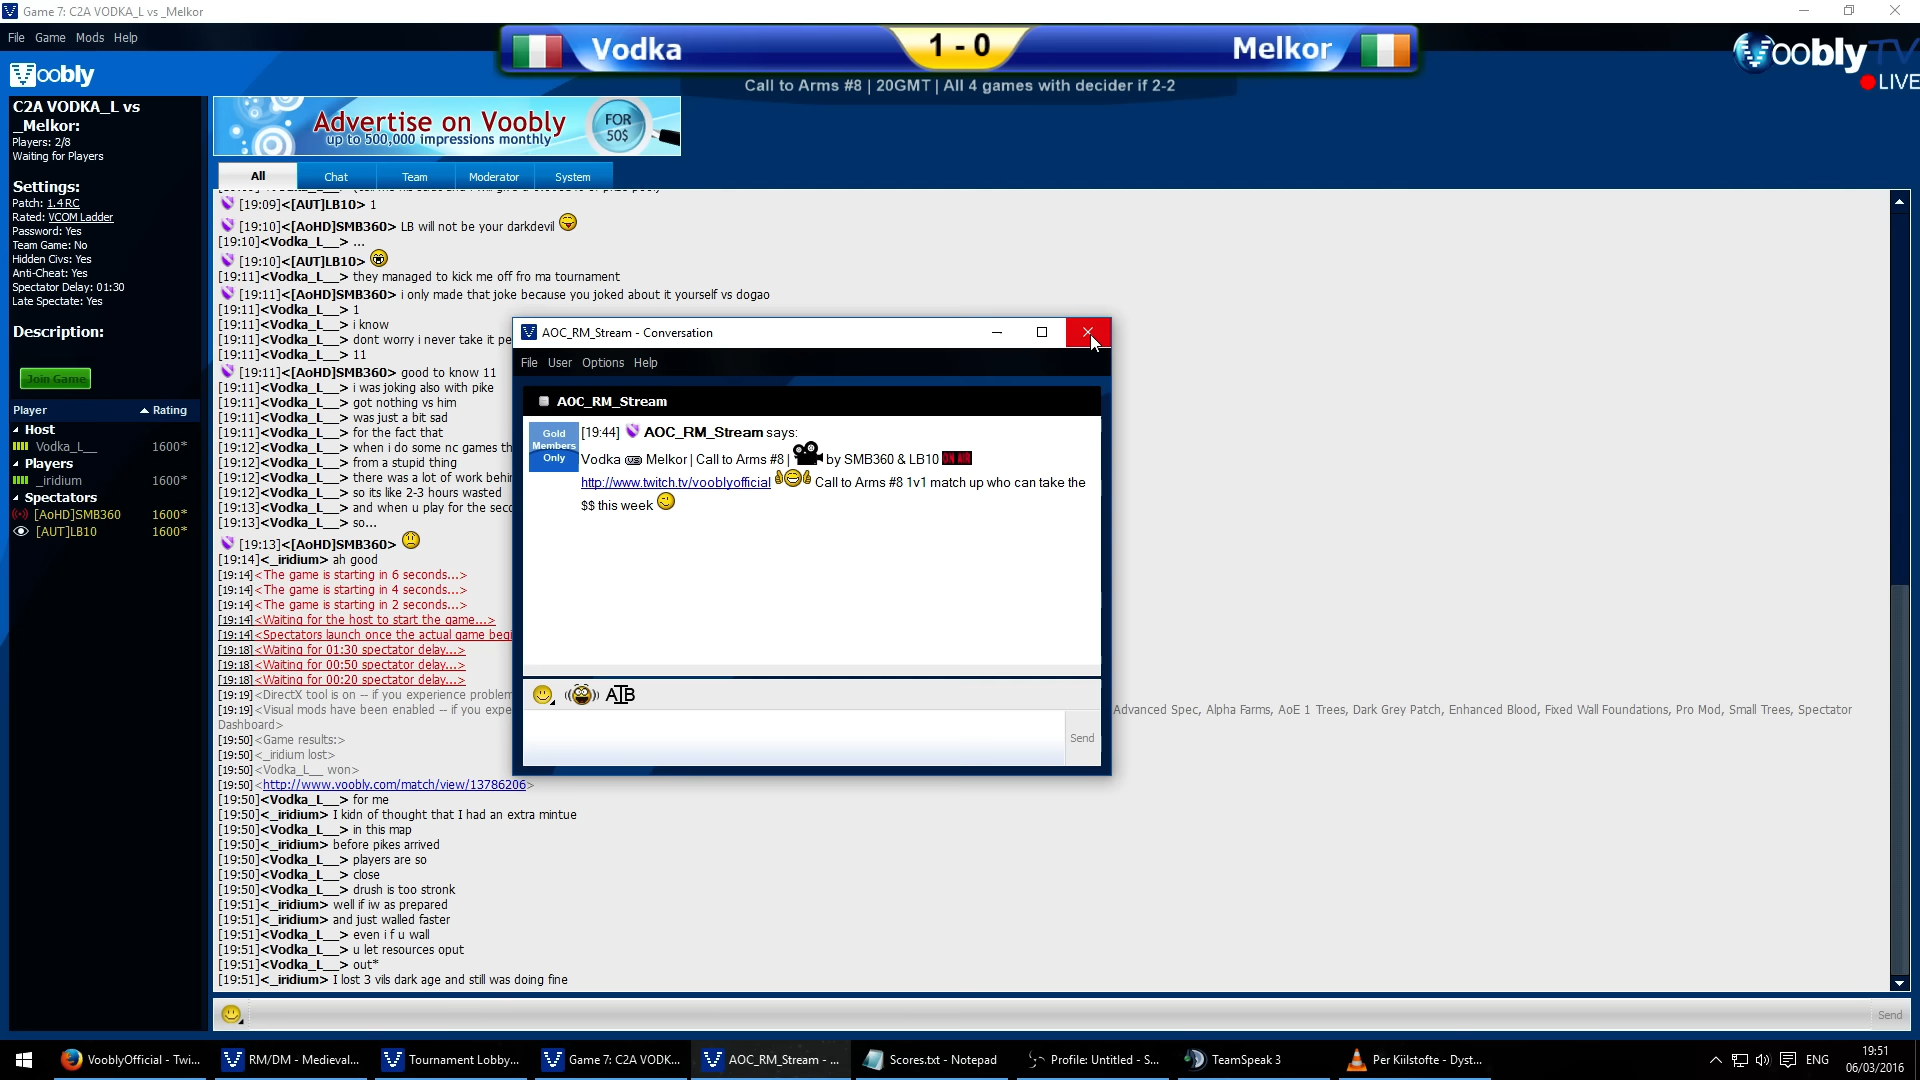 Game 7: C2A VODKA_L vs _Melkor
File Game Mods Help
Vodka 1 - 0 Melkor
Call to Arms #8 | 20GMT | All 4 games with decider if 2-2
Voobly TV
LIVE
Voobly
C2A VODKA_L vs
_Melkor:
Players: 2/8
Waiting for Players
Settings:
Patch: 1.4 RC
Rated: VCOM Ladder
Password: Yes
Team Game: No
Hidden Civs: Yes
Anti-Cheat: Yes
Spectator Delay: 01:30
Late Spectate: Yes
Description:
Join Game
Player Rating
Host
Vodka_L__ 1600*
Players
_iridium 1600*
Spectators
[AoHD]SMB360 1600*
[AUT]LB10 1600*
Advertise on Voobly
up to 500,000 impressions monthly
FOR
50$
All Chat Team Moderator System
[19:09]<[AUT]LB10> 1
[19:10]<[AoHD]SMB360> LB will not be your darkdevil
[19:10]<Vodka_L__> ...
[19:10]<[AUT]LB10>
[19:11]<Vodka_L__> they managed to kick me off fro ma tournament
[19:11]<[AoHD]SMB360> i only made that joke because you joked about it yourself vs dogao
[19:11]<Vodka_L__> 1
[19:11]<Vodka_L__> i know
[19:11]<Vodka_L__> dont worry i never take it pe
[19:11]<Vodka_L__> 11
[19:11]<[AoHD]SMB360> good to know 11
[19:11]<Vodka_L__> i was joking also with pike
[19:11]<Vodka_L__> got nothing vs him
[19:11]<Vodka_L__> was just a bit sad
[19:11]<Vodka_L__> for the fact that
[19:12]<Vodka_L__> when i do some nc games th
[19:12]<Vodka_L__> from a stupid thing
[19:12]<Vodka_L__> there was a lot of work behin
[19:12]<Vodka_L__> so its like 2-3 hours wasted
[19:13]<Vodka_L__> and when u play for the seco
[19:13]<Vodka_L__> so...
[19:13]<[AoHD]SMB360>
[19:14]<_iridium> ah good
[19:14]<The game is starting in 6 seconds...>
[19:14]<The game is starting in 4 seconds...>
[19:14]<The game is starting in 2 seconds...>
[19:14]<Waiting for the host to start the game...>
[19:14]<Spectators launch once the actual game begi
[19:18]<Waiting for 01:30 spectator delay...>
[19:18]<Waiting for 00:50 spectator delay...>
[19:18]<Waiting for 00:20 spectator delay...>
[19:19]<DirectX tool is on -- if you experience problem
[19:19]<Visual mods have been enabled -- if you expe Advanced Spec, Alpha Farms, AoE 1 Trees, Dark Grey Patch, Enhanced Blood, Fixed Wall Foundations, Pro Mod, Small Trees, Spectator
Dashboard>
[19:50]<Game results:>
[19:50]<_iridium lost>
[19:50]<Vodka_L__ won>
[19:50]<http://www.voobly.com/match/view/13786206>
[19:50]<Vodka_L__> for me
[19:50]<_iridium> I kidn of thought that I had an extra mintue
[19:50]<Vodka_L__> in this map
[19:50]<_iridium> before pikes arrived
[19:50]<Vodka_L__> players are so
[19:50]<Vodka_L__> close
[19:50]<Vodka_L__> drush is too stronk
[19:51]<_iridium> well if iw as prepared
[19:51]<_iridium> and just walled faster
[19:51]<Vodka_L__> even i f u wall
[19:51]<Vodka_L__> u let resources oput
[19:51]<Vodka_L__> out*
[19:51]<_iridium> I lost 3 vils dark age and still was doing fine
Send
AOC_RM_Stream - Conversation
File User Options Help
AOC_RM_Stream
Gold
Members
Only
[19:44] AOC_RM_Stream says:
Vodka vs Melkor | Call to Arms #8 | by SMB360 & LB10 ON AIR
http://www.twitch.tv/vooblyofficial Call to Arms #8 1v1 match up who can take the
$$ this week
Send
VooblyOfficial - Twi... RM/DM - Medieval... Tournament Lobby... Game 7: C2A VODK... AOC_RM_Stream - ... Scores.txt - Notepad Profile: Untitled - S... TeamSpeak 3 Per Kiilstofte - Dyst... ENG
19:51
06/03/2016